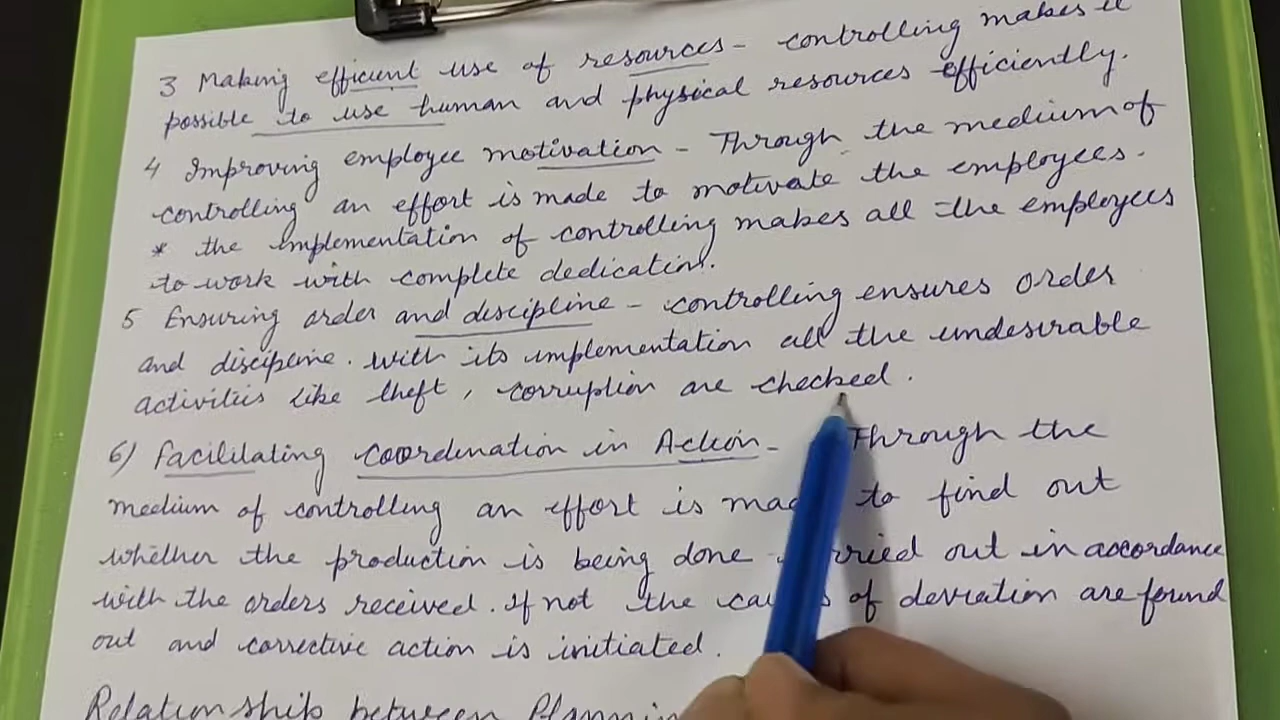 3 Making efficient use of resources - controlling makes it
possible to use human and physical resources efficiently.
4 Improving employee motivation - Through the medium of
controlling an effort is made to motivate the employees.
* the implementation of controlling makes all the employees
to work with complete dedication.
5 Ensuring order and discipline - controlling ensures order
and discipline. with its implementation all the undesirable
activities like theft, corruption are checked.
6) Facilitating coordination in Action - Through the
medium of controlling an effort is to find out
whether the production is being done out in accordance
with the orders received. If not the of deviation are found
out and corrective action is initiated.
Relationship between